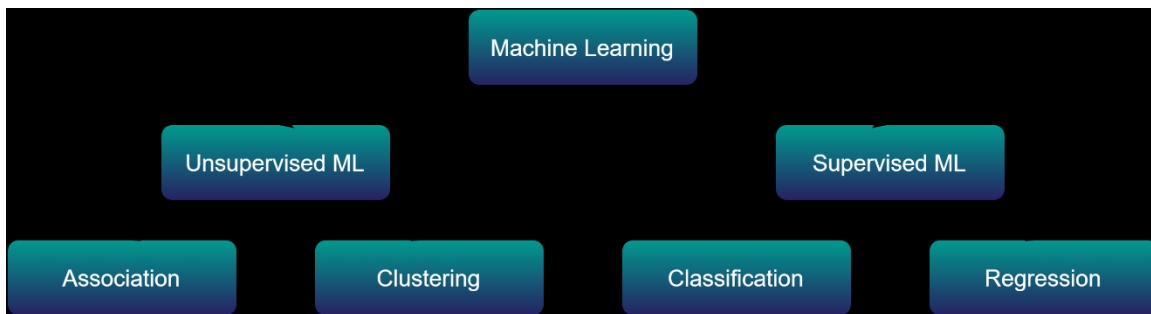 Machine Learning
Unsupervised ML
Supervised ML
Association
Clustering
Classification
Regression